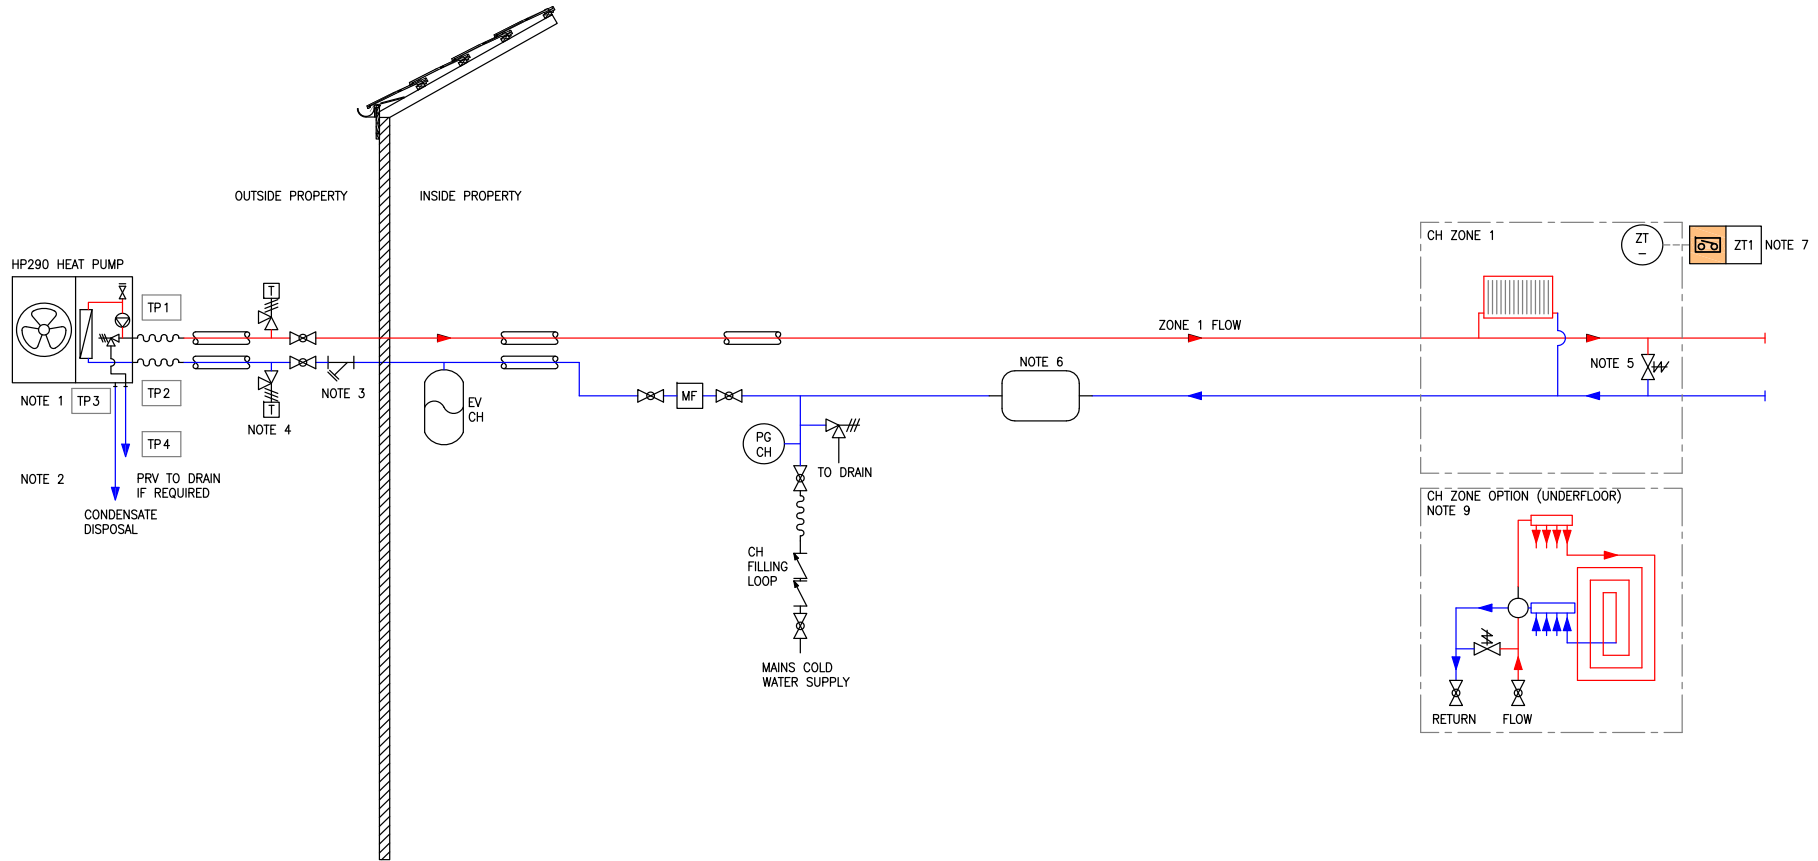 OUTSIDE PROPERTY
INSIDE PROPERTY
HP290 HEAT PUMP
TP1
T
TP2
NOTE 1
TP3
T
NOTE 4
NOTE 3
TP4
NOTE 2
PRV TO DRAIN
IF REQUIRED
CONDENSATE
DISPOSAL
EV
CH
MF
PG
CH
TO DRAIN
CH
FILLING
LOOP
MAINS COLD
WATER SUPPLY
NOTE 6
ZONE 1 FLOW
CH ZONE 1
ZT
–
ZT1
NOTE 7
NOTE 5
CH ZONE OPTION (UNDERFLOOR)
NOTE 9
RETURN
FLOW